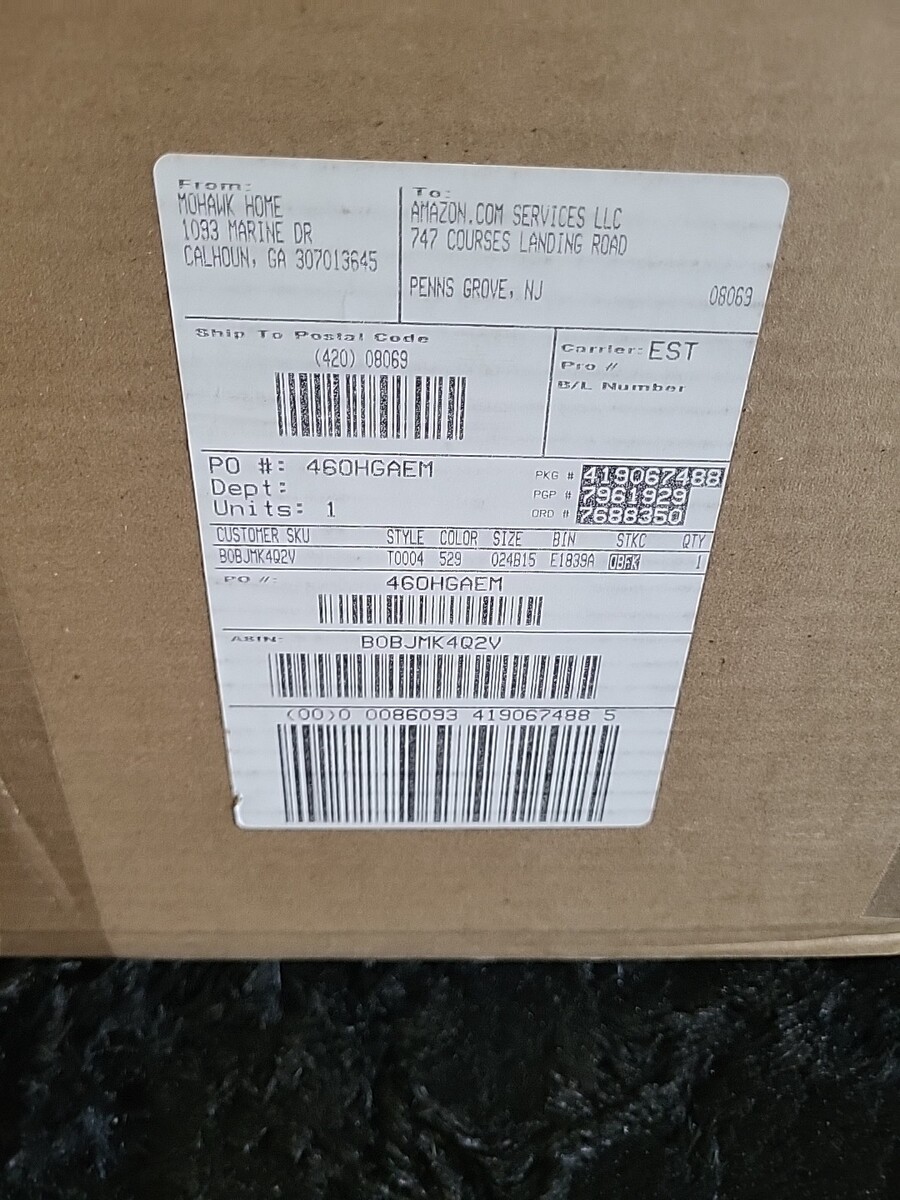 From:
MOHAWK HOME
1093 MARINE DR
CALHOUN, GA 307013645
To:
AMAZON.COM SERVICES LLC
747 COURSES LANDING ROAD
PENNS GROVE, NJ 08069
Ship To Postal Code
(420) 08069
Carrier: EST
Pro #
B/L Number
PO #: 46OHGAEM
Dept:
Units: 1
PKG # 419067488
PGP # 7961929
ORD # 7688350
CUSTOMER SKU STYLE COLOR SIZE BIN STKC QTY
B0BJMK4Q2V T0004 529 024B15 E1839A 1
PO #: 46OHGAEM
ASIN: B0BJMK4Q2V
(00)0 0086093 419067488 5